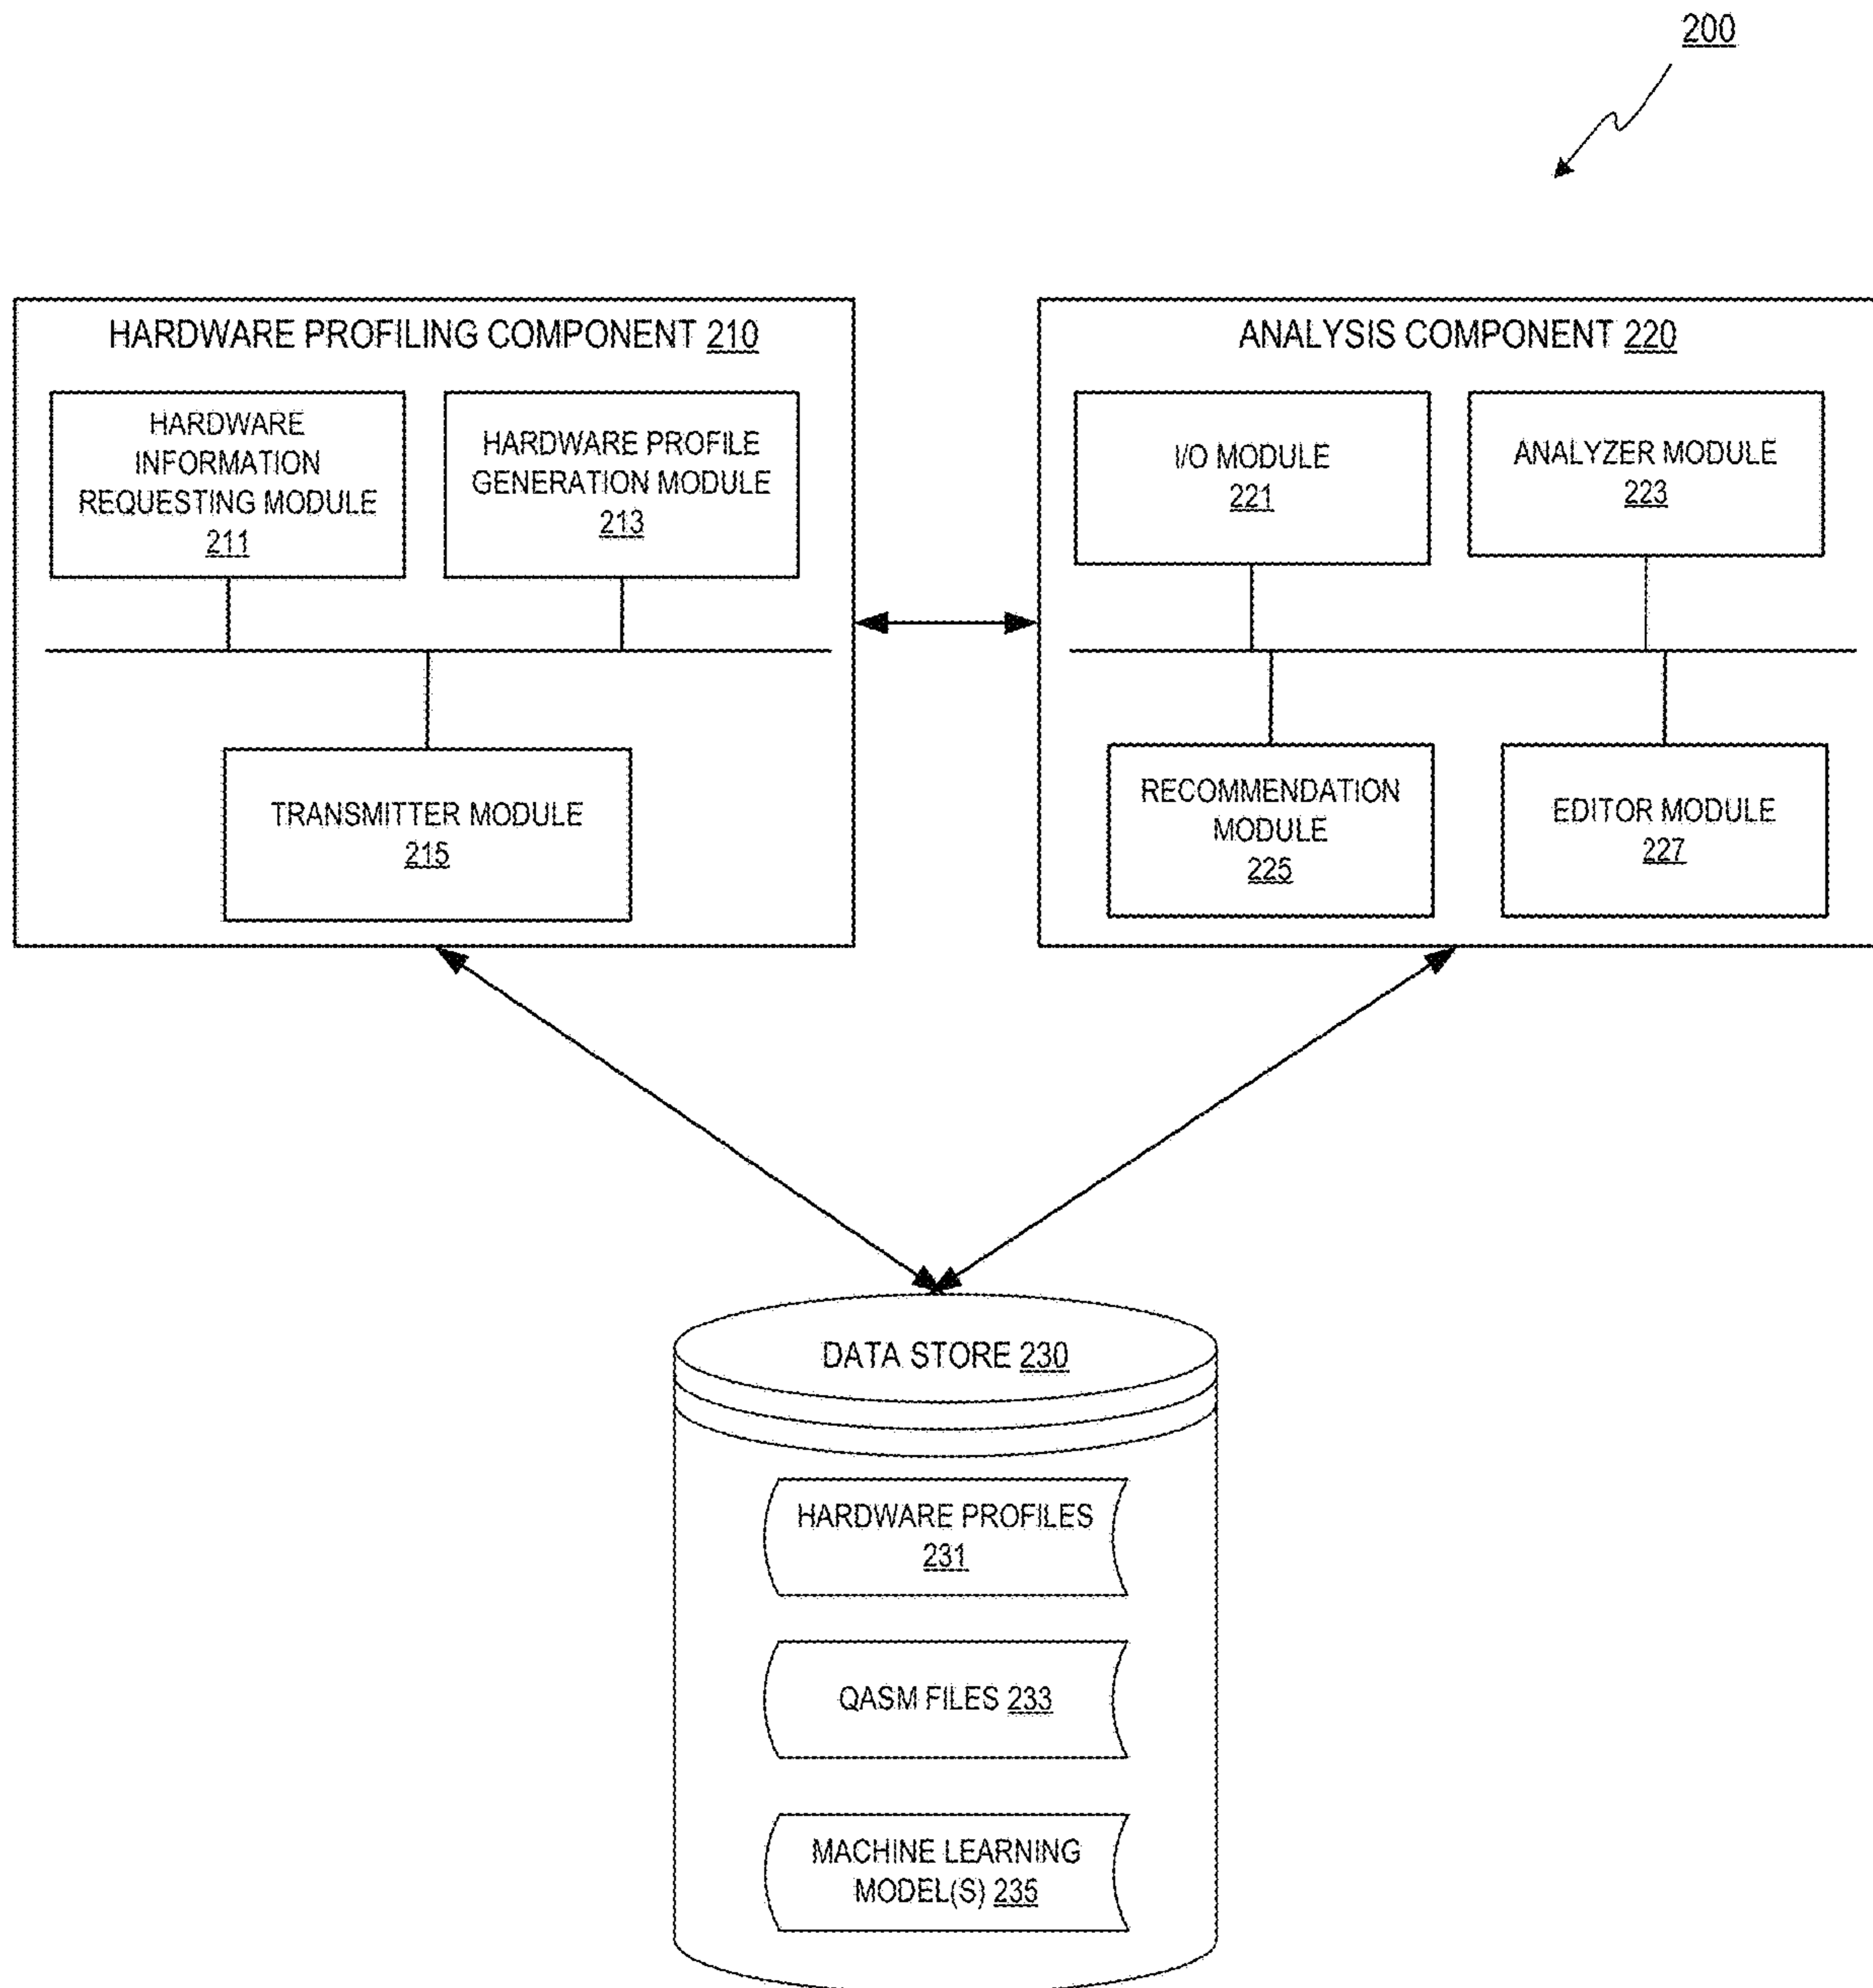 200
HARDWARE PROFILING COMPONENT 210
HARDWARE
INFORMATION
REQUESTING MODULE
211
HARDWARE PROFILE
GENERATION MODULE
213
TRANSMITTER MODULE
215
ANALYSIS COMPONENT 220
I/O MODULE
221
ANALYZER MODULE
223
RECOMMENDATION
MODULE
225
EDITOR MODULE
227
DATA STORE 230
HARDWARE PROFILES
231
QASM FILES 233
MACHINE LEARNING
MODEL(S) 235